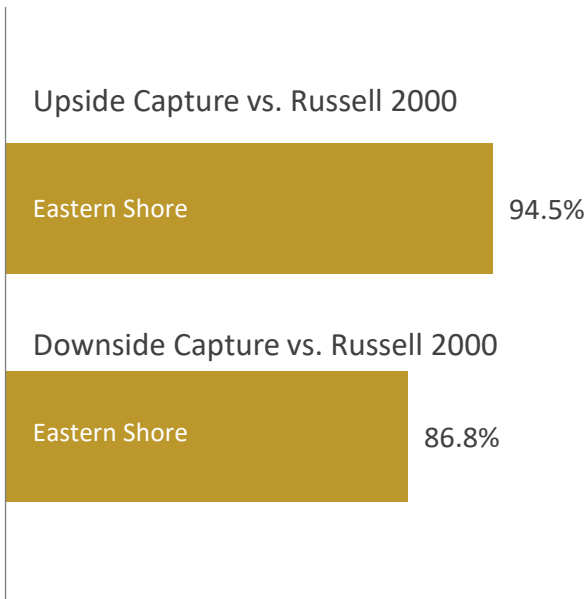 Upside Capture vs. Russell 2000
Eastern Shore
94.5%
Downside Capture vs. Russell 2000
Eastern Shore
86.8%